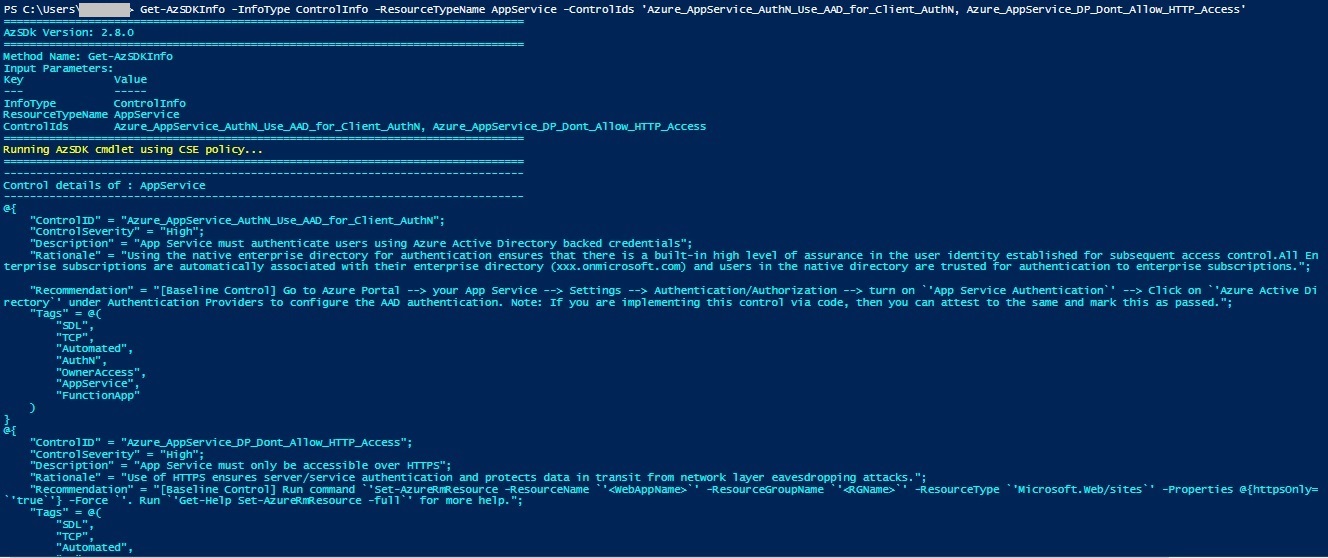 PS C:\Users\ > Get-AzSDKInfo -InfoType ControlInfo -ResourceTypeName AppService -ControlIds 'Azure_AppService_AuthN_Use_AAD_for_Client_AuthN, Azure_AppService_DP_Dont_Allow_HTTP_Access'
================================================================================
AzSDk Version: 2.8.0
================================================================================
Method Name: Get-AzSDKInfo
Input Parameters:
Key              Value
---              -----
InfoType         ControlInfo
ResourceTypeName AppService
ControlIds       Azure_AppService_AuthN_Use_AAD_for_Client_AuthN, Azure_AppService_DP_Dont_Allow_HTTP_Access
================================================================================
Running AzSDK cmdlet using CSE policy...
================================================================================
--------------------------------------------------------------------------------
Control details of : AppService
--------------------------------------------------------------------------------
@{
    "ControlID" = "Azure_AppService_AuthN_Use_AAD_for_Client_AuthN";
    "ControlSeverity" = "High";
    "Description" = "App Service must authenticate users using Azure Active Directory backed credentials";
    "Rationale" = "Using the native enterprise directory for authentication ensures that there is a built-in high level of assurance in the user identity established for subsequent access control.All En
terprise subscriptions are automatically associated with their enterprise directory (xxx.onmicrosoft.com) and users in the native directory are trusted for authentication to enterprise subscriptions.";
    "Recommendation" = "[Baseline Control] Go to Azure Portal --> your App Service --> Settings --> Authentication/Authorization --> turn on `'App Service Authentication`' --> Click on `'Azure Active Di
rectory`' under Authentication Providers to configure the AAD authentication. Note: If you are implementing this control via code, then you can attest to the same and mark this as passed.";
    "Tags" = @(
        "SDL",
        "TCP",
        "Automated",
        "AuthN",
        "OwnerAccess",
        "AppService",
        "FunctionApp"
    )
}
@{
    "ControlID" = "Azure_AppService_DP_Dont_Allow_HTTP_Access";
    "ControlSeverity" = "High";
    "Description" = "App Service must only be accessible over HTTPS";
    "Rationale" = "Use of HTTPS ensures server/service authentication and protects data in transit from network layer eavesdropping attacks.";
    "Recommendation" = "[Baseline Control] Run command `'Set-AzureRmResource -ResourceName `'<WebAppName>`' -ResourceGroupName `'<RGName>`' -ResourceType `'Microsoft.Web/sites`' -Properties @{httpsOnly=
`'true`'} -Force `'. Run `'Get-Help Set-AzureRmResource -full`' for more help.";
    "Tags" = @(
        "SDL",
        "TCP",
        "Automated",